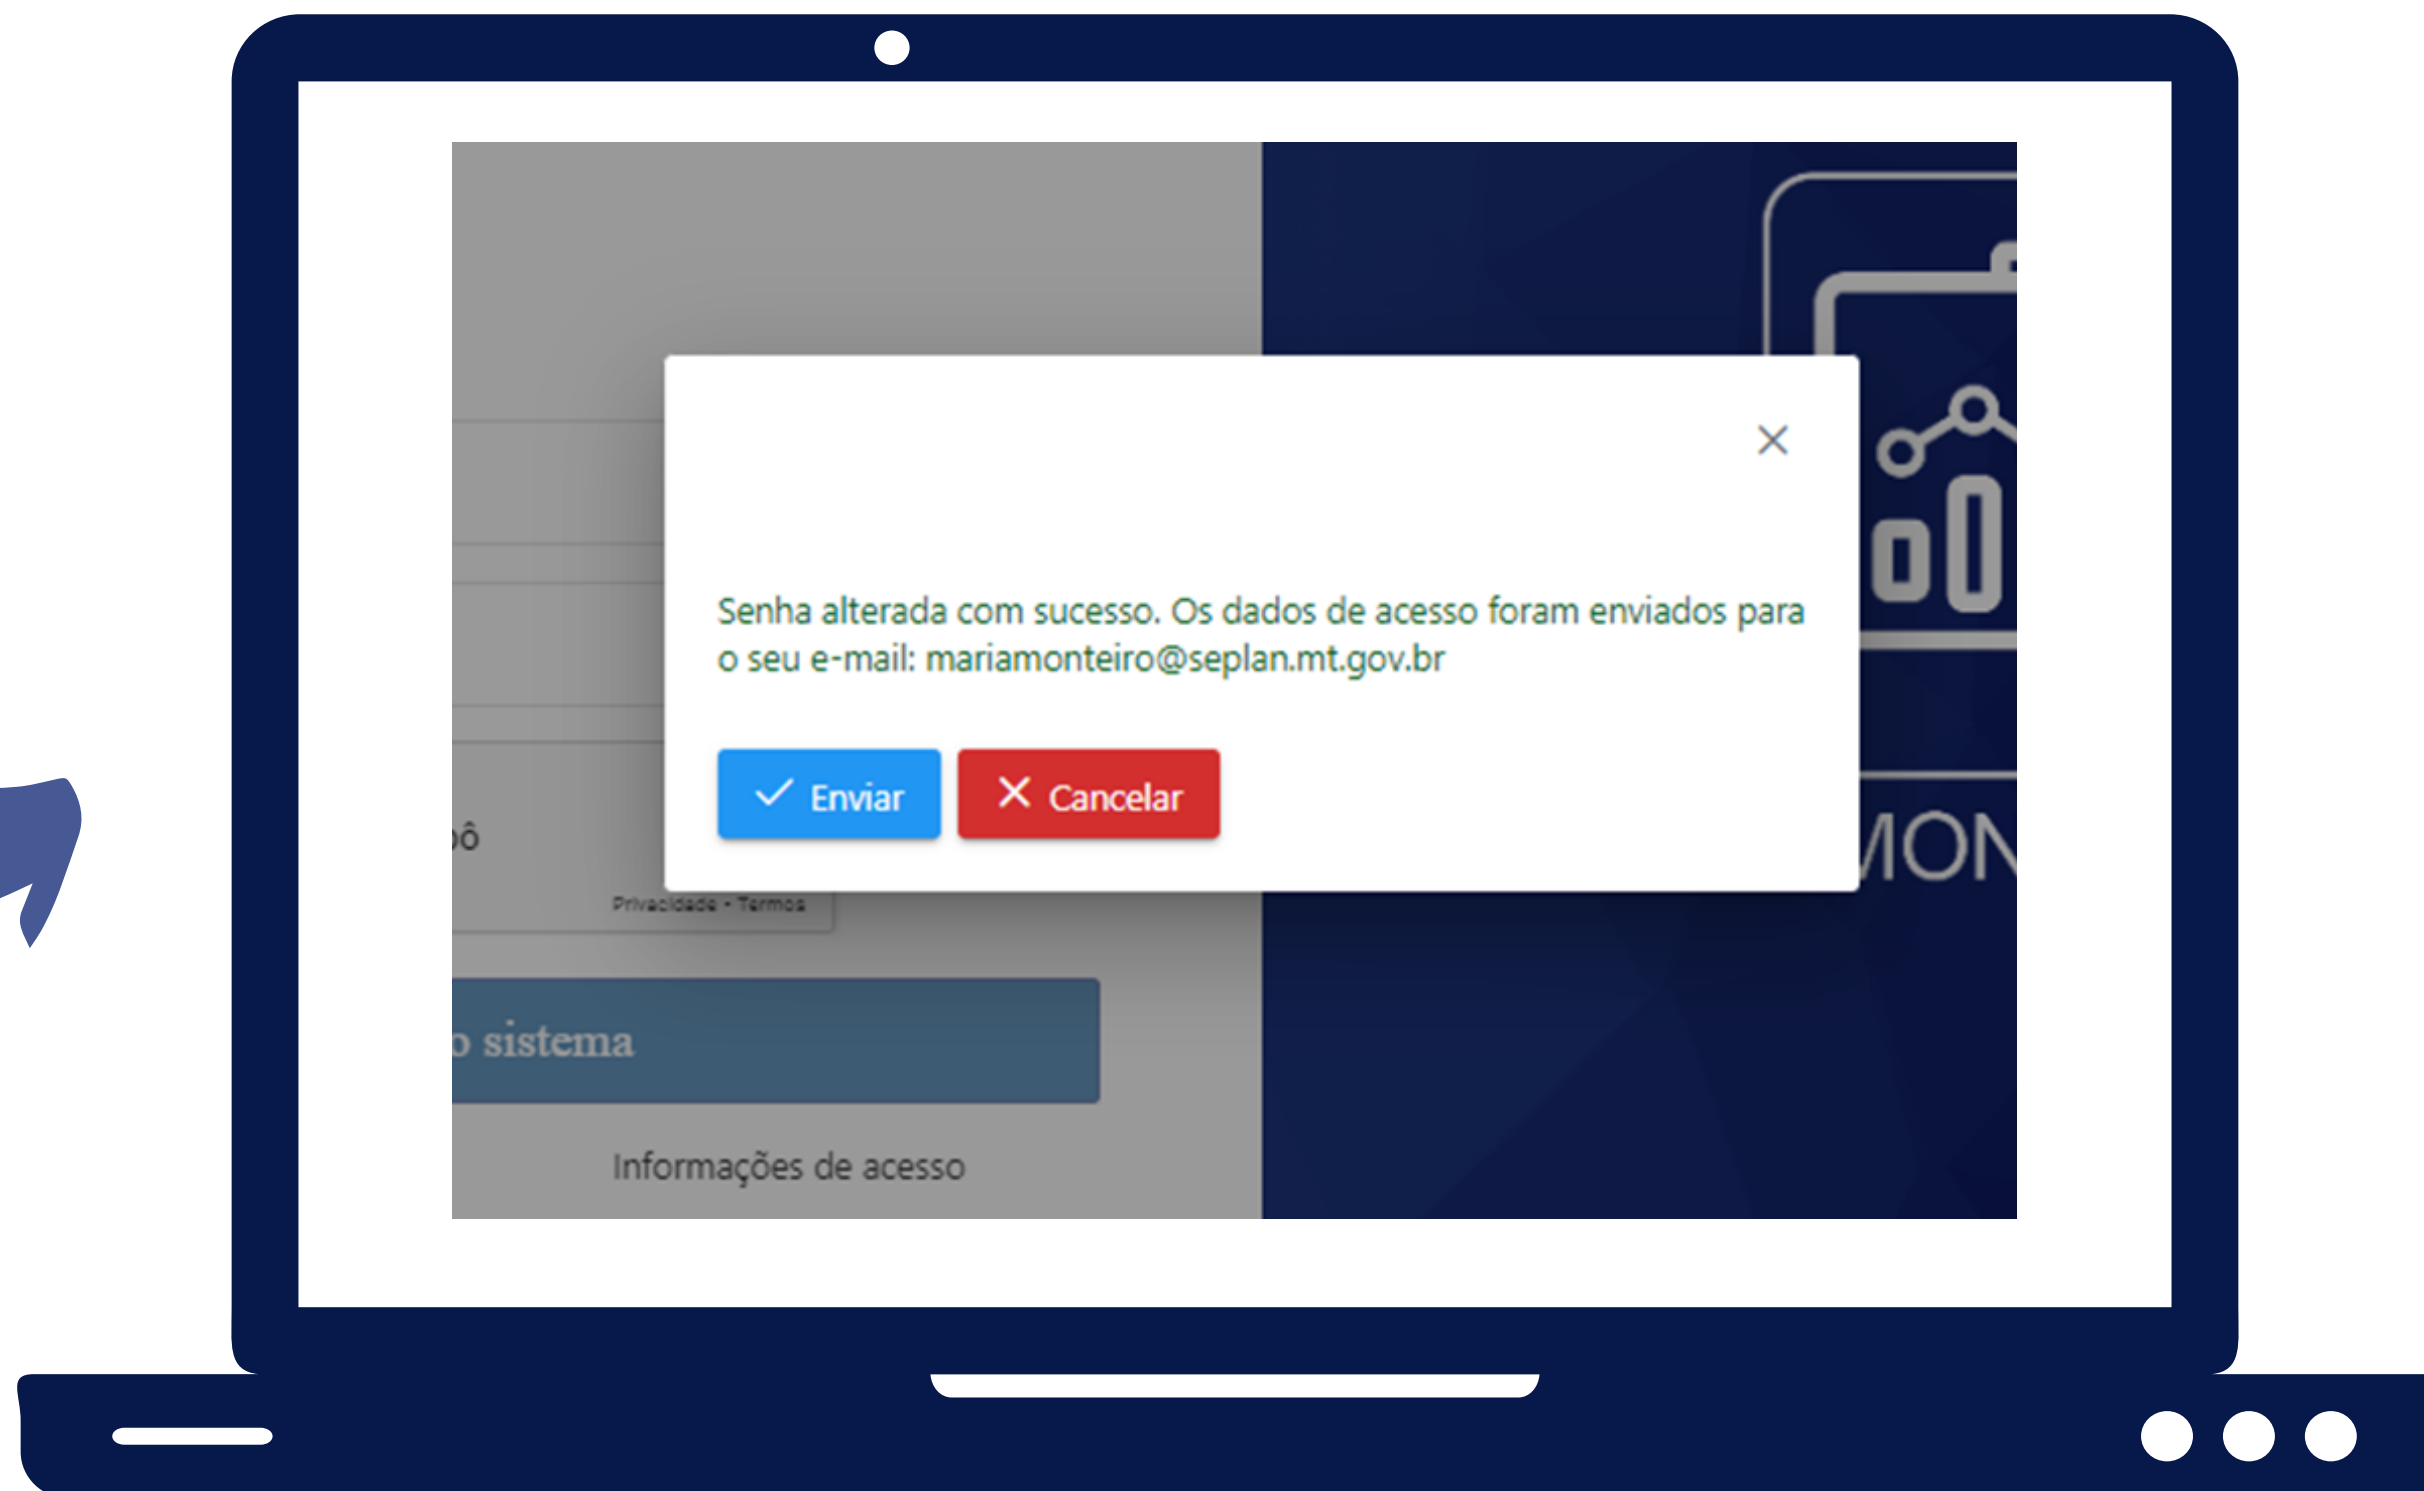 Senha alterada com sucesso. Os dados de acesso foram enviados para
o seu e-mail: mariamonteiro@seplan.mt.gov.br
Enviar
Cancelar
Privacidade - Termos
o sistema
Informações de acesso
MON